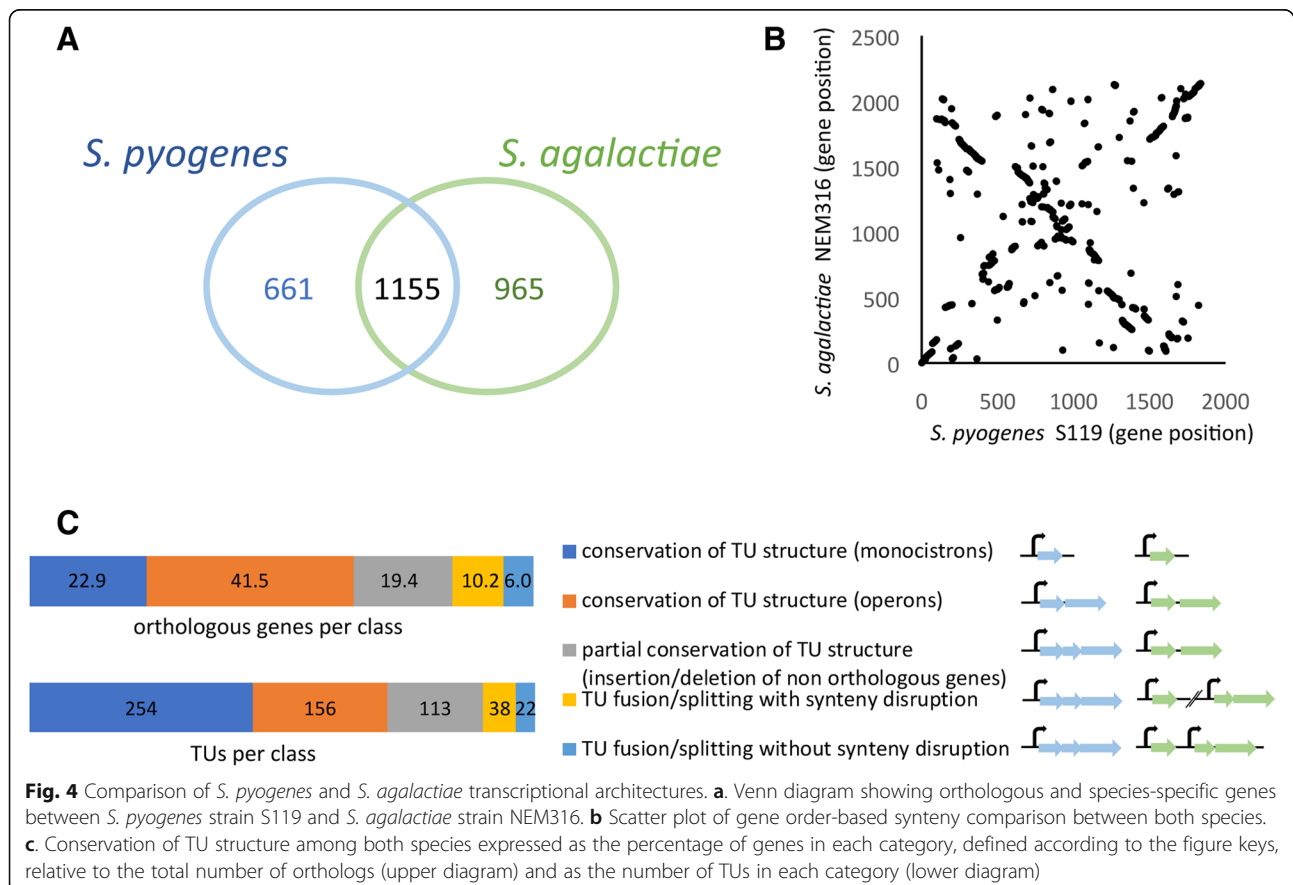 A
S. pyogenes
S. agalactiae
661
1155
965
B
S. agalactiae NEM316 (gene position)
2500
2000
1500
1000
500
0
0 500 1000 1500 2000
S. pyogenes S119 (gene position)
C
22.9 41.5 19.4 10.2 6.0
orthologous genes per class
254 156 113 38 22
TUs per class
conservation of TU structure (monocistrons)
conservation of TU structure (operons)
partial conservation of TU structure
(insertion/deletion of non orthologous genes)
TU fusion/splitting with synteny disruption
TU fusion/splitting without synteny disruption
Fig. 4 Comparison of S. pyogenes and S. agalactiae transcriptional architectures. a. Venn diagram showing orthologous and species-specific genes
between S. pyogenes strain S119 and S. agalactiae strain NEM316. b Scatter plot of gene order-based synteny comparison between both species.
c. Conservation of TU structure among both species expressed as the percentage of genes in each category, defined according to the figure keys,
relative to the total number of orthologs (upper diagram) and as the number of TUs in each category (lower diagram)